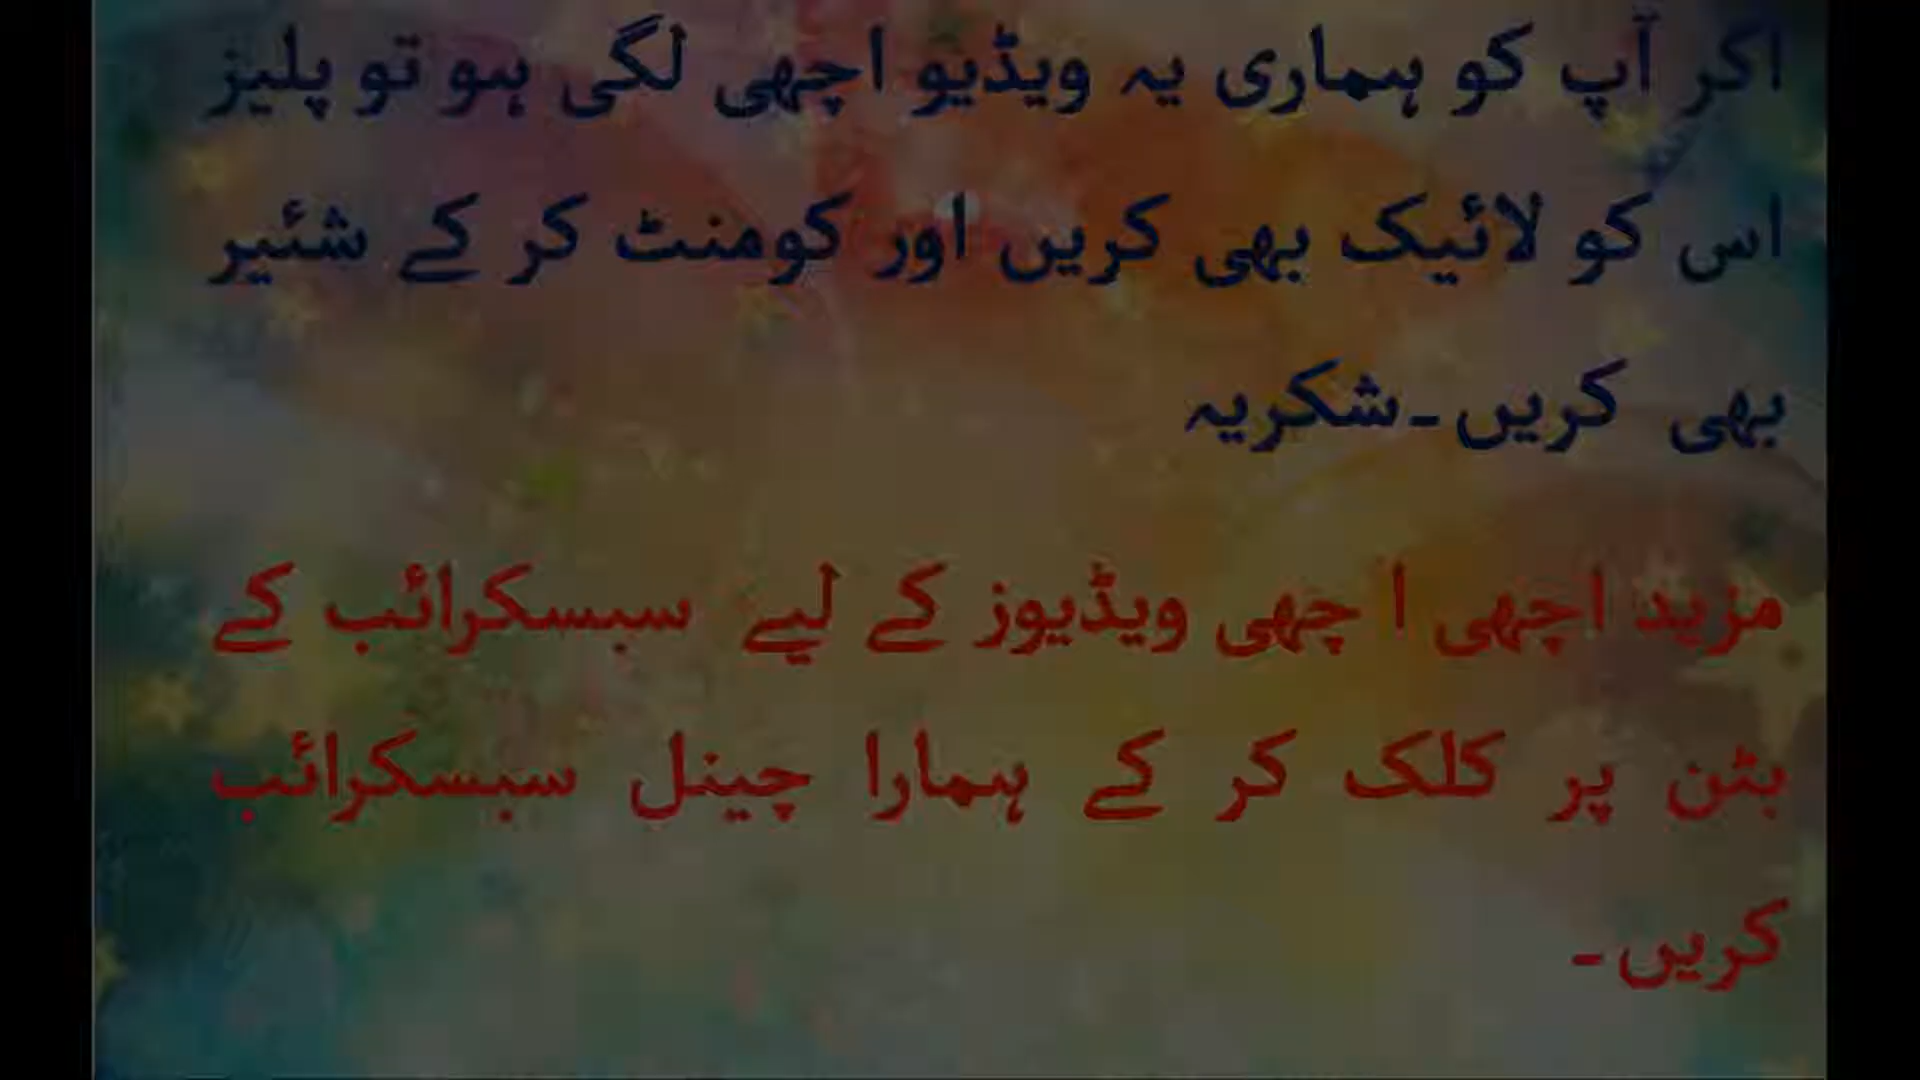 اگر آپ کو ہماری یہ ویڈیو اچھی لگی ہو تو پلیز
اس کو لائیک بھی کریں اور کومنٹ کر کے شئیر
بھی کریں۔شکریہ
مزید اچھی ا چھی ویڈیوز کے لیے سبسکرائب کے
بٹن پر کلک کر کے ہمارا چینل سبسکرائب
کریں۔